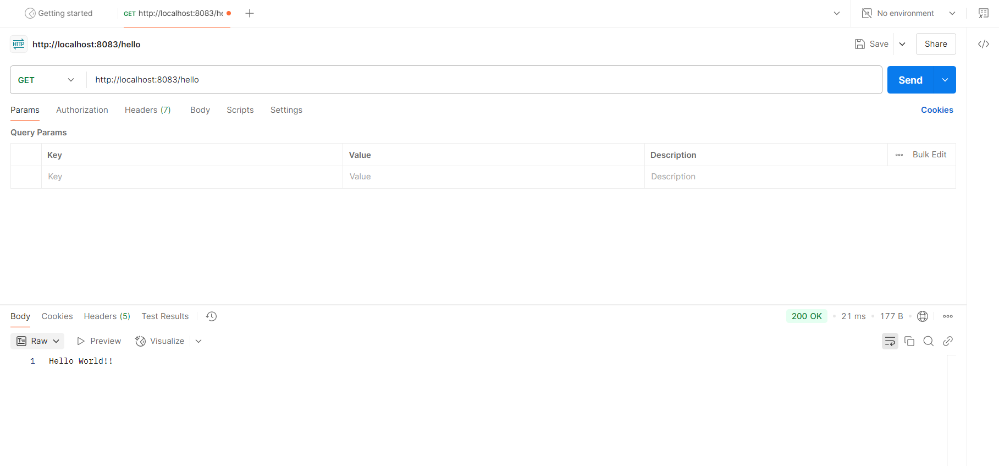 Getting started GET http://localhost:8083/he No environment
HTTP http://localhost:8083/hello Save Share
GET http://localhost:8083/hello Send
Params Authorization Headers (7) Body Scripts Settings Cookies
Query Params
Key Value Description Bulk Edit
Key Value Description
Body Cookies Headers (5) Test Results 200 OK 21 ms 177 B
Raw Preview Visualize
1 Hello World!!